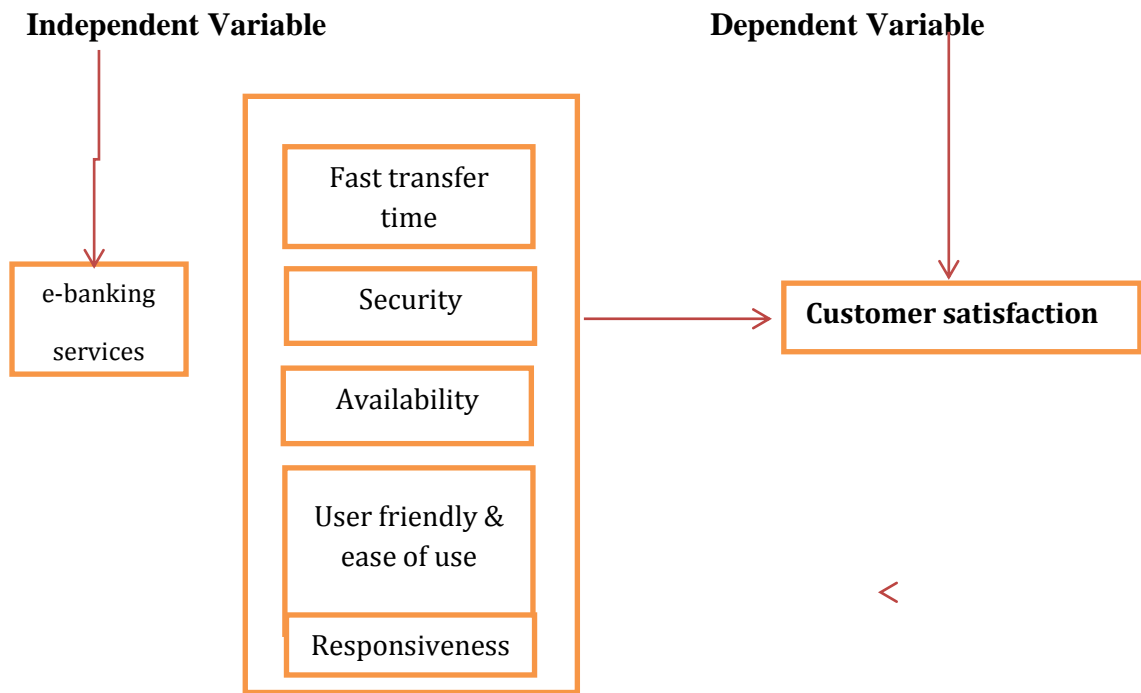 Independent Variable
Dependent Variable
Fast transfer
time
e-banking
services
Security
Customer satisfaction
Availability
User friendly &
ease of use
Responsiveness